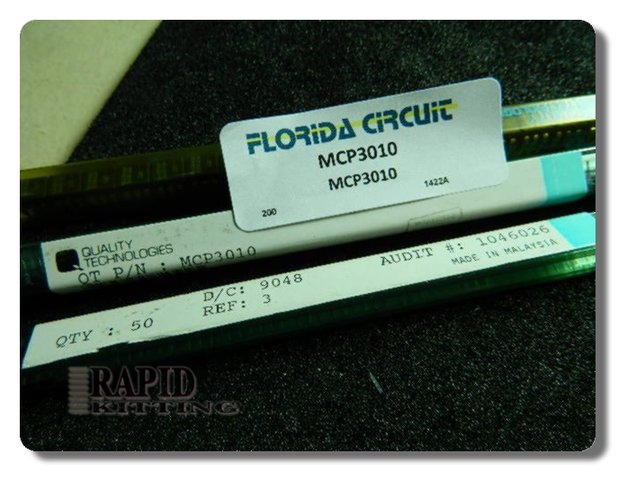 FLORIDA CIRCUIT
MCP3010
MCP3010
200 1422A
QUALITY
TECHNOLOGIES
QT P/N : MCP3010
QTY : 50 D/C: 9048 AUDIT #: 1046026
REF: 3 MADE IN MALAYSIA
RAPID
KITTING